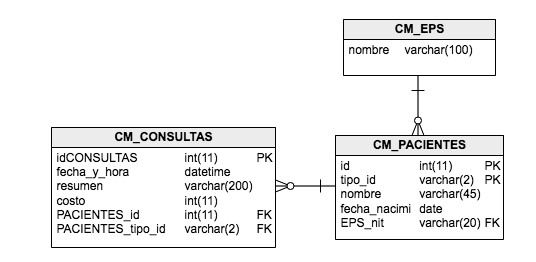 CM_EPS
nombre varchar(100)
CM_CONSULTAS
idCONSULTAS int(11) PK
fecha_y_hora datetime
resumen varchar(200)
costo int(11)
PACIENTES_id int(11) FK
PACIENTES_tipo_id varchar(2) FK
CM_PACIENTES
id int(11) PK
tipo_id varchar(2) PK
nombre varchar(45)
fecha_nacimi date
EPS_nit varchar(20) FK